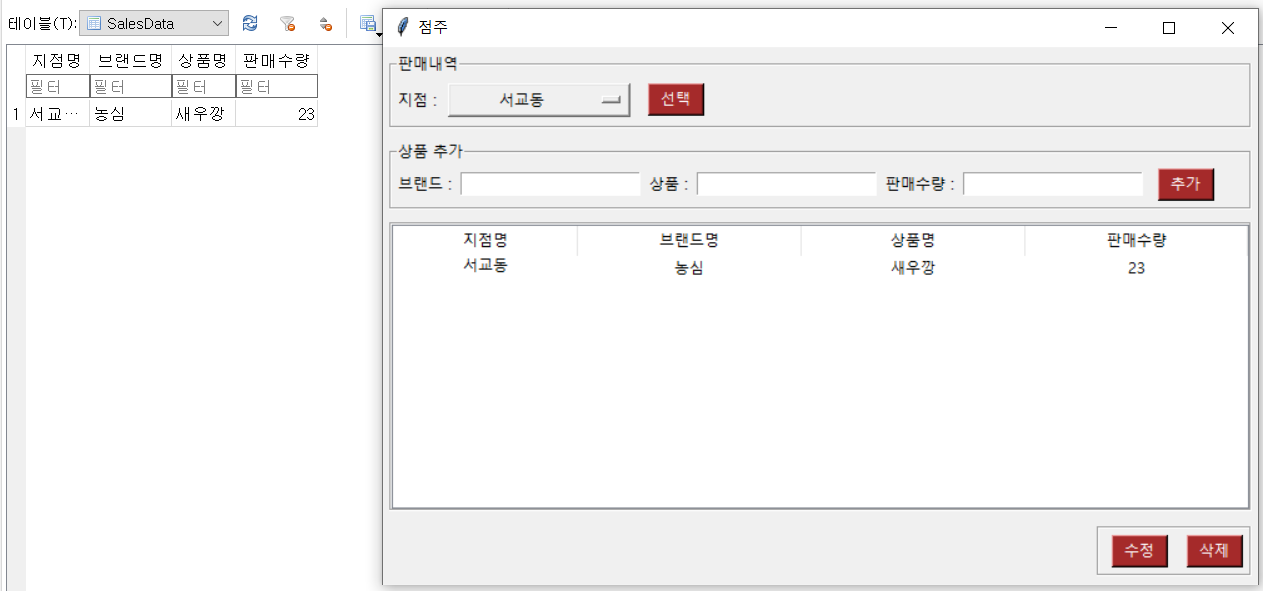 테이블(T): SalesData
지점명 브랜드명 상품명 판매수량
필터 필터 필터 필터
1 서교… 농심 새우깡 23
점주
판매내역
지점 : 서교동 선택
상품 추가
브랜드 : 상품 : 판매수량 : 추가
지점명 브랜드명 상품명 판매수량
서교동 농심 새우깡 23
수정 삭제